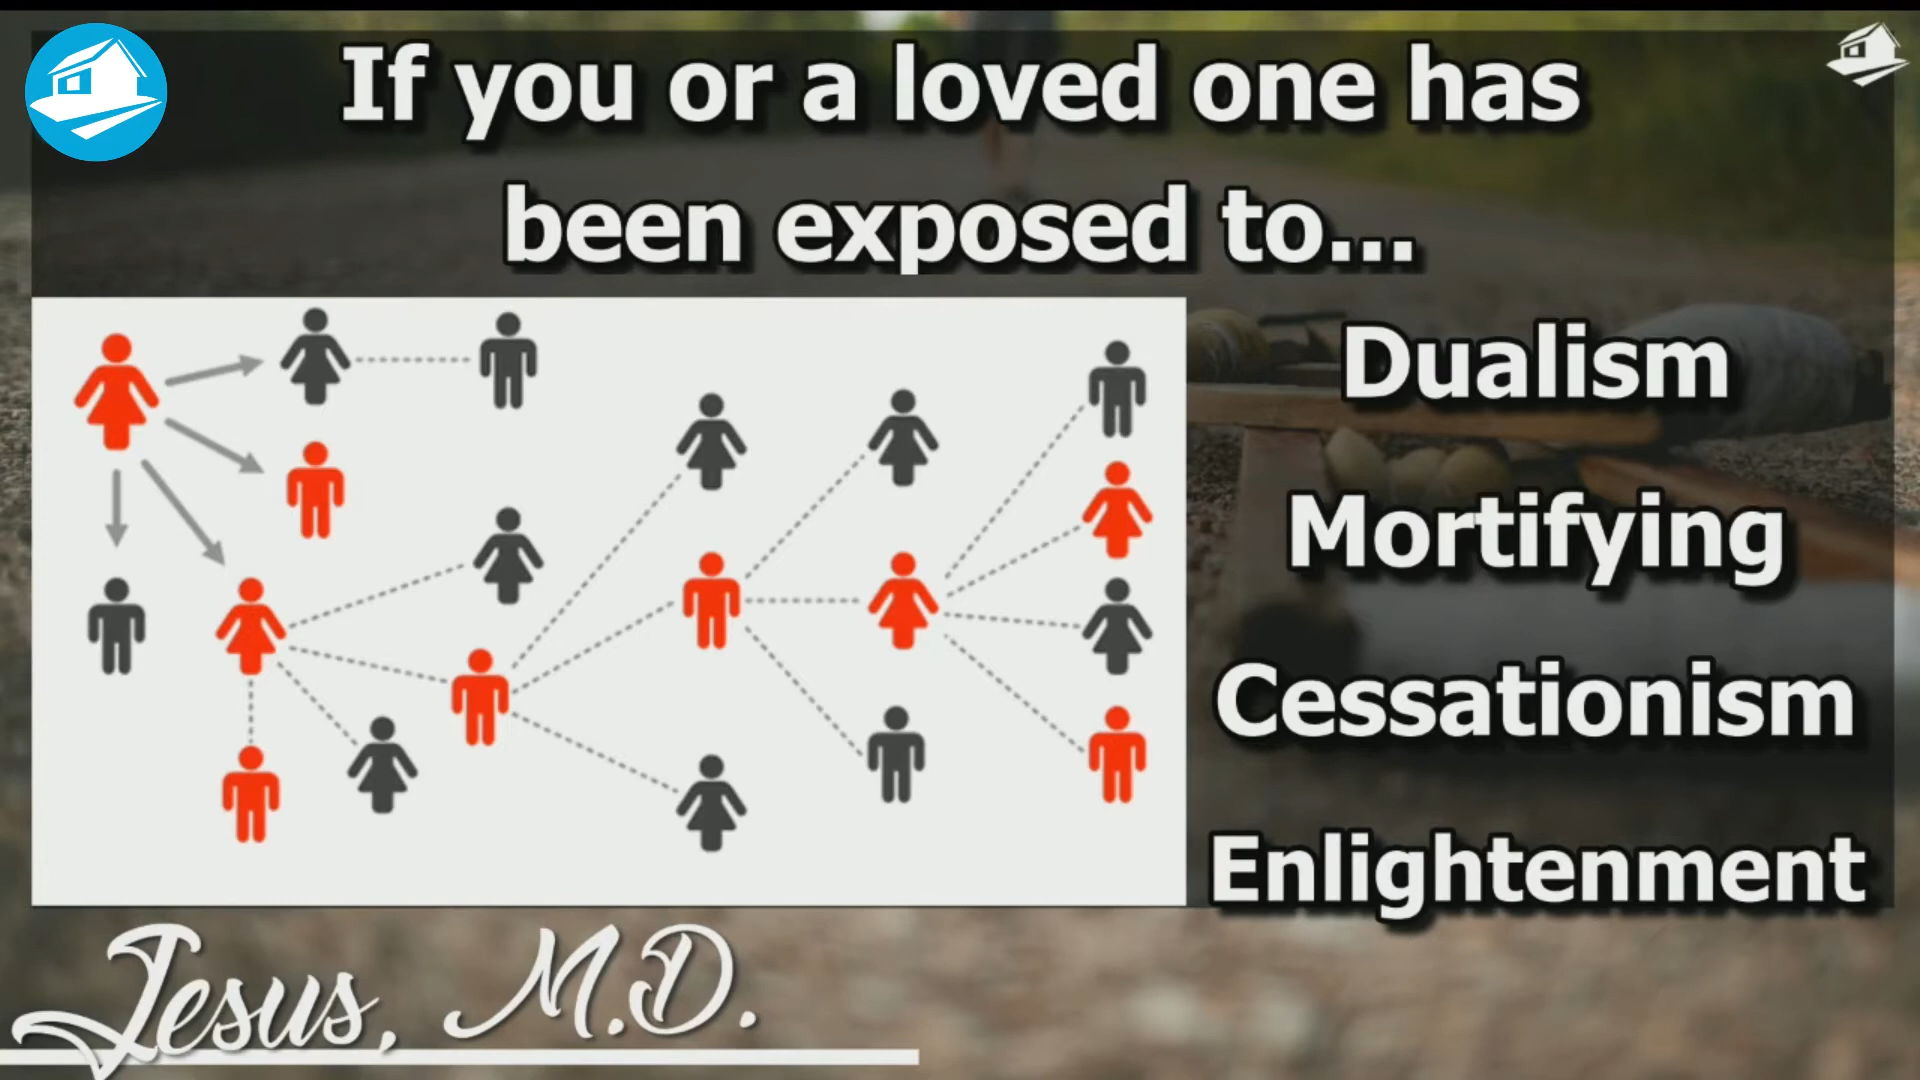 If you or a loved one has
been exposed to...
Dualism
Mortifying
Cessationism
Enlightenment
Jesus, M.D.